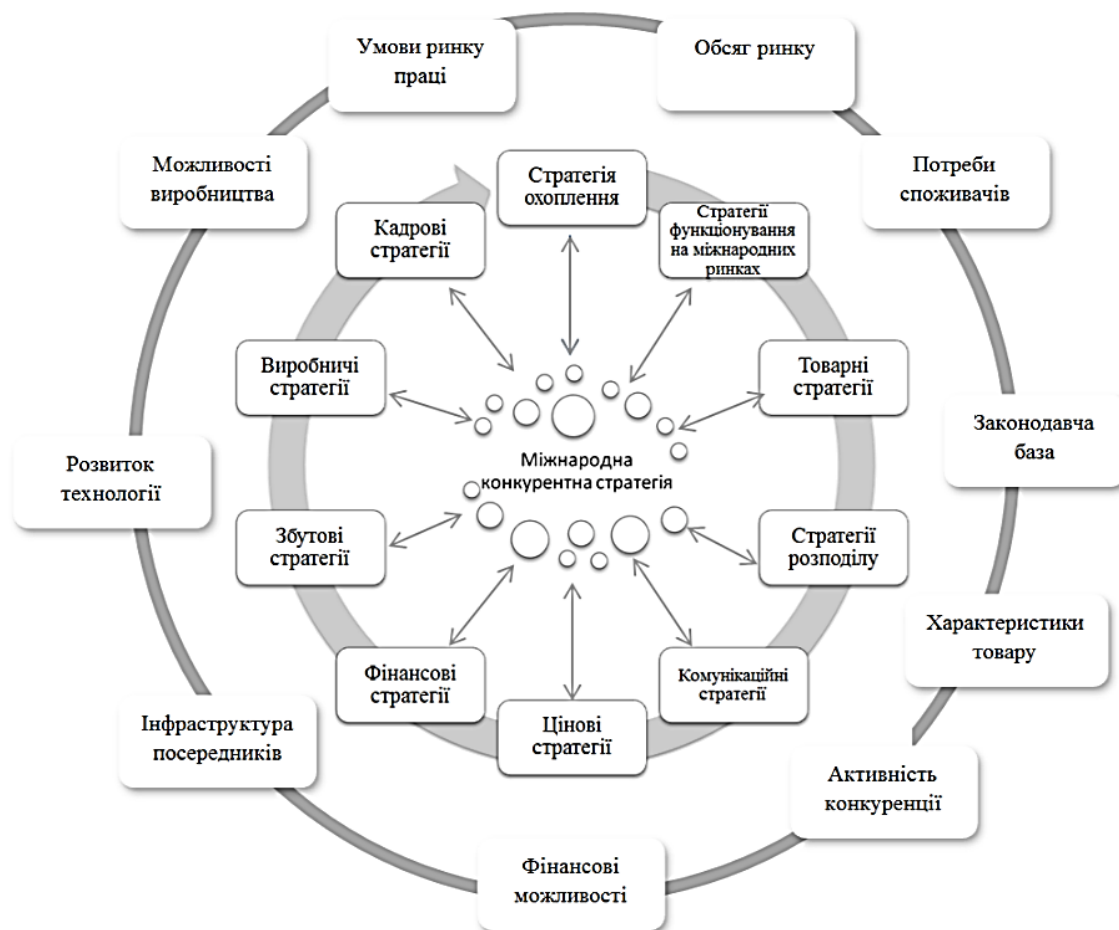 Умови ринку
праці
Обсяг ринку
Можливості
виробництва
Потреби
споживачів
Стратегія
охоплення
Кадрові
стратегії
Стратегії
функціонування
на міжнародних
ринках
Виробничі
стратегії
Товарні
стратегії
Законодавча
база
Міжнародна
конкурентна стратегія
Розвиток
технології
Збутові
стратегії
Стратегії
розподілу
Характеристики
товару
Фінансові
стратегії
Комунікаційні
стратегії
Цінові
стратегії
Інфраструктура
посередників
Активність
конкуренції
Фінансові
можливості